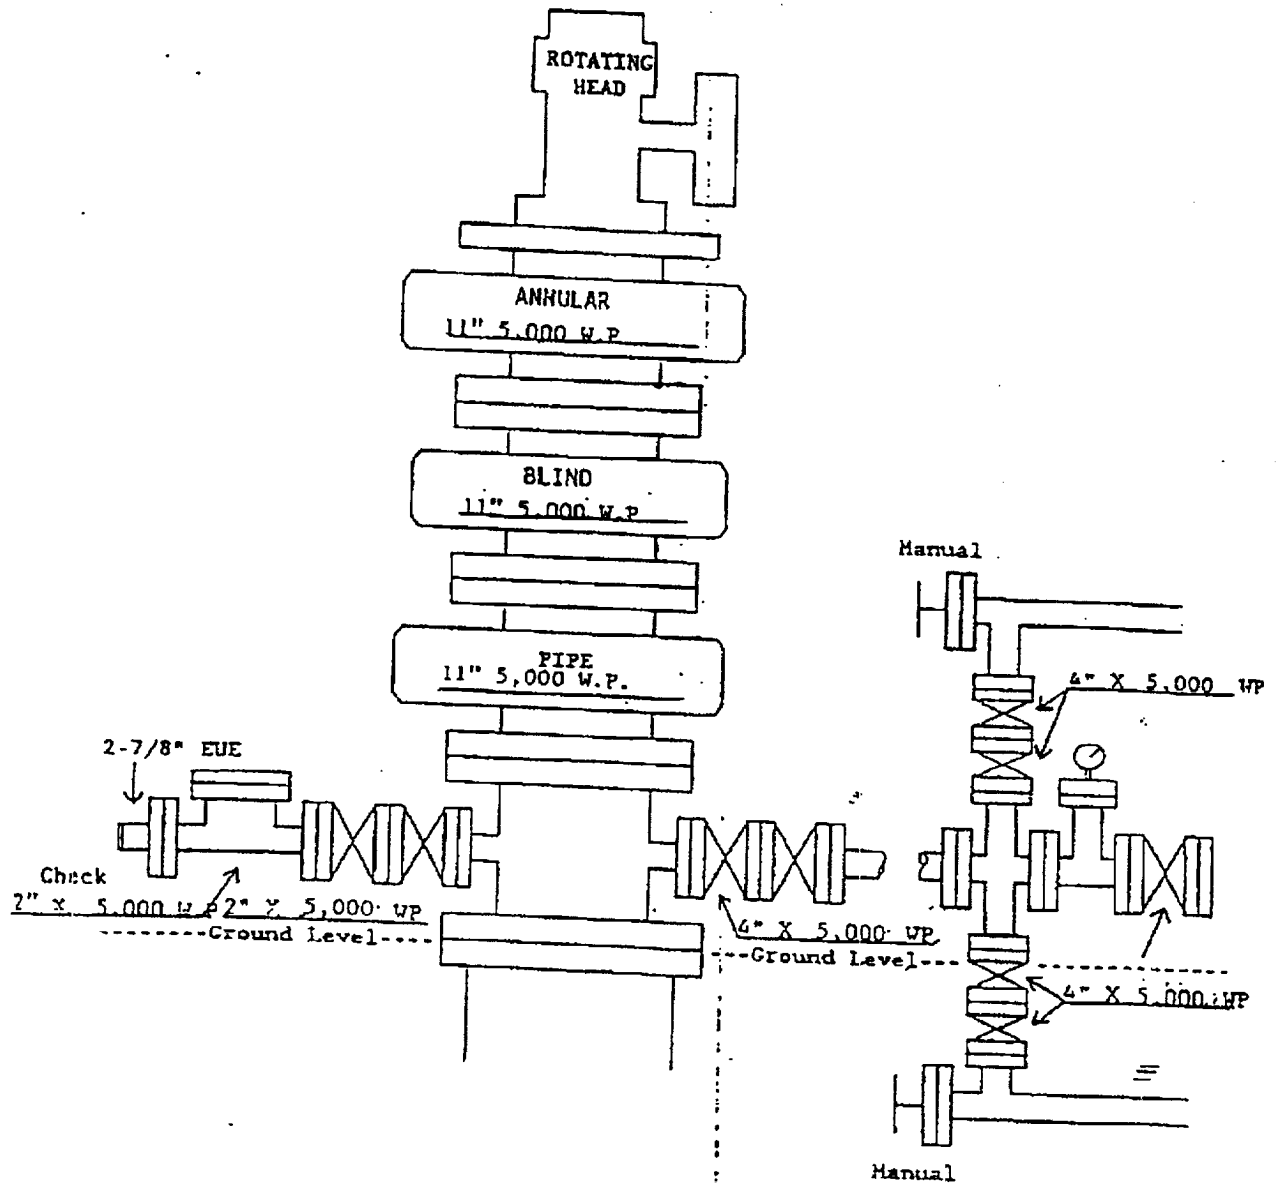 ROTATING
HEAD
ANNULAR
11" 5,000 W.P
BLIND
11" 5,000 W.P
PIPE
11" 5,000 W.P.
Manual
4" X 5,000 WP
2-7/8" EUE
Check
2" X 5,000 W P 2" X 5,000 WP
Ground Level
4" X 5,000 WP
Ground Level
4" X 5,000 WP
Manual